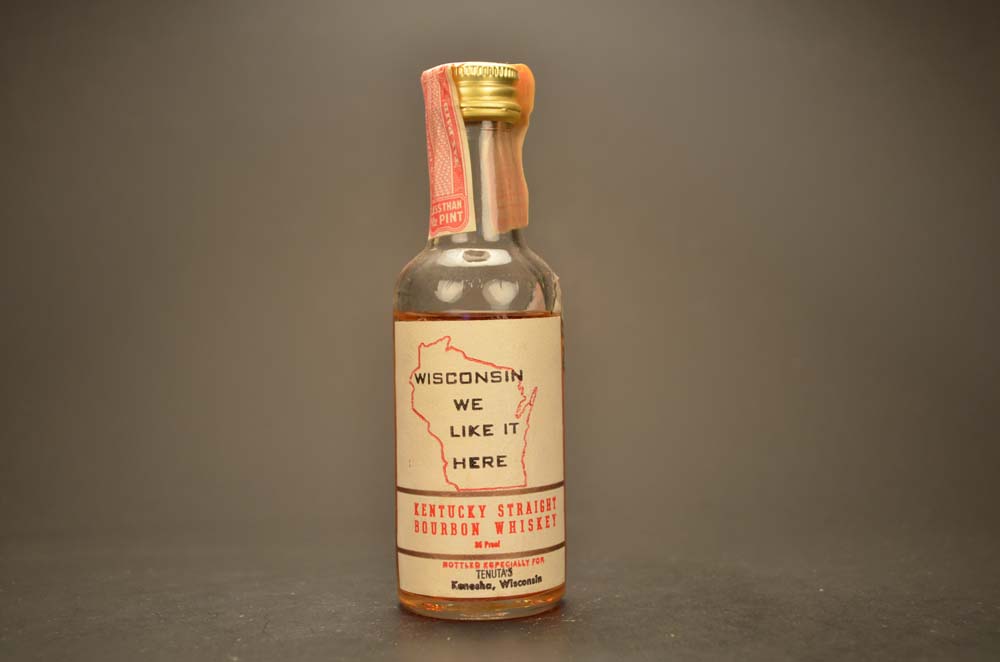 PINT
WISCONSIN
WE
LIKE IT
HERE
KENTUCKY STRAIGHT
BOURBON WHISKEY
86 Proof
BOTTLED ESPECIALLY FOR
TENUTA'S
Kenosha, Wisconsin